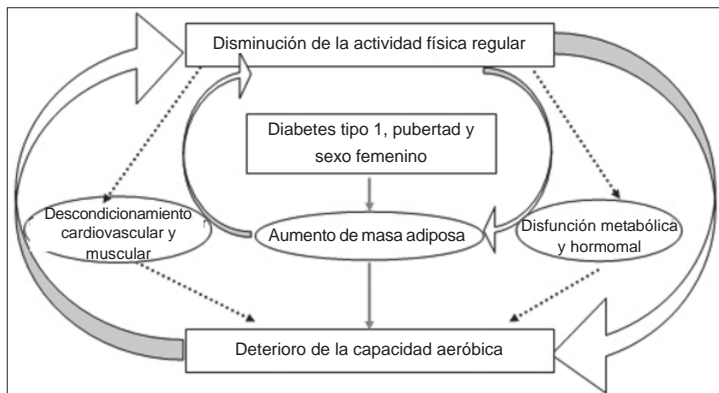 Disminución de la actividad física regular
Diabetes tipo 1, pubertad y
sexo femenino
Descondicionamiento
cardiovascular y
muscular
Aumento de masa adiposa
Disfunción metabólica
y hormomal
Deterioro de la capacidad aeróbica